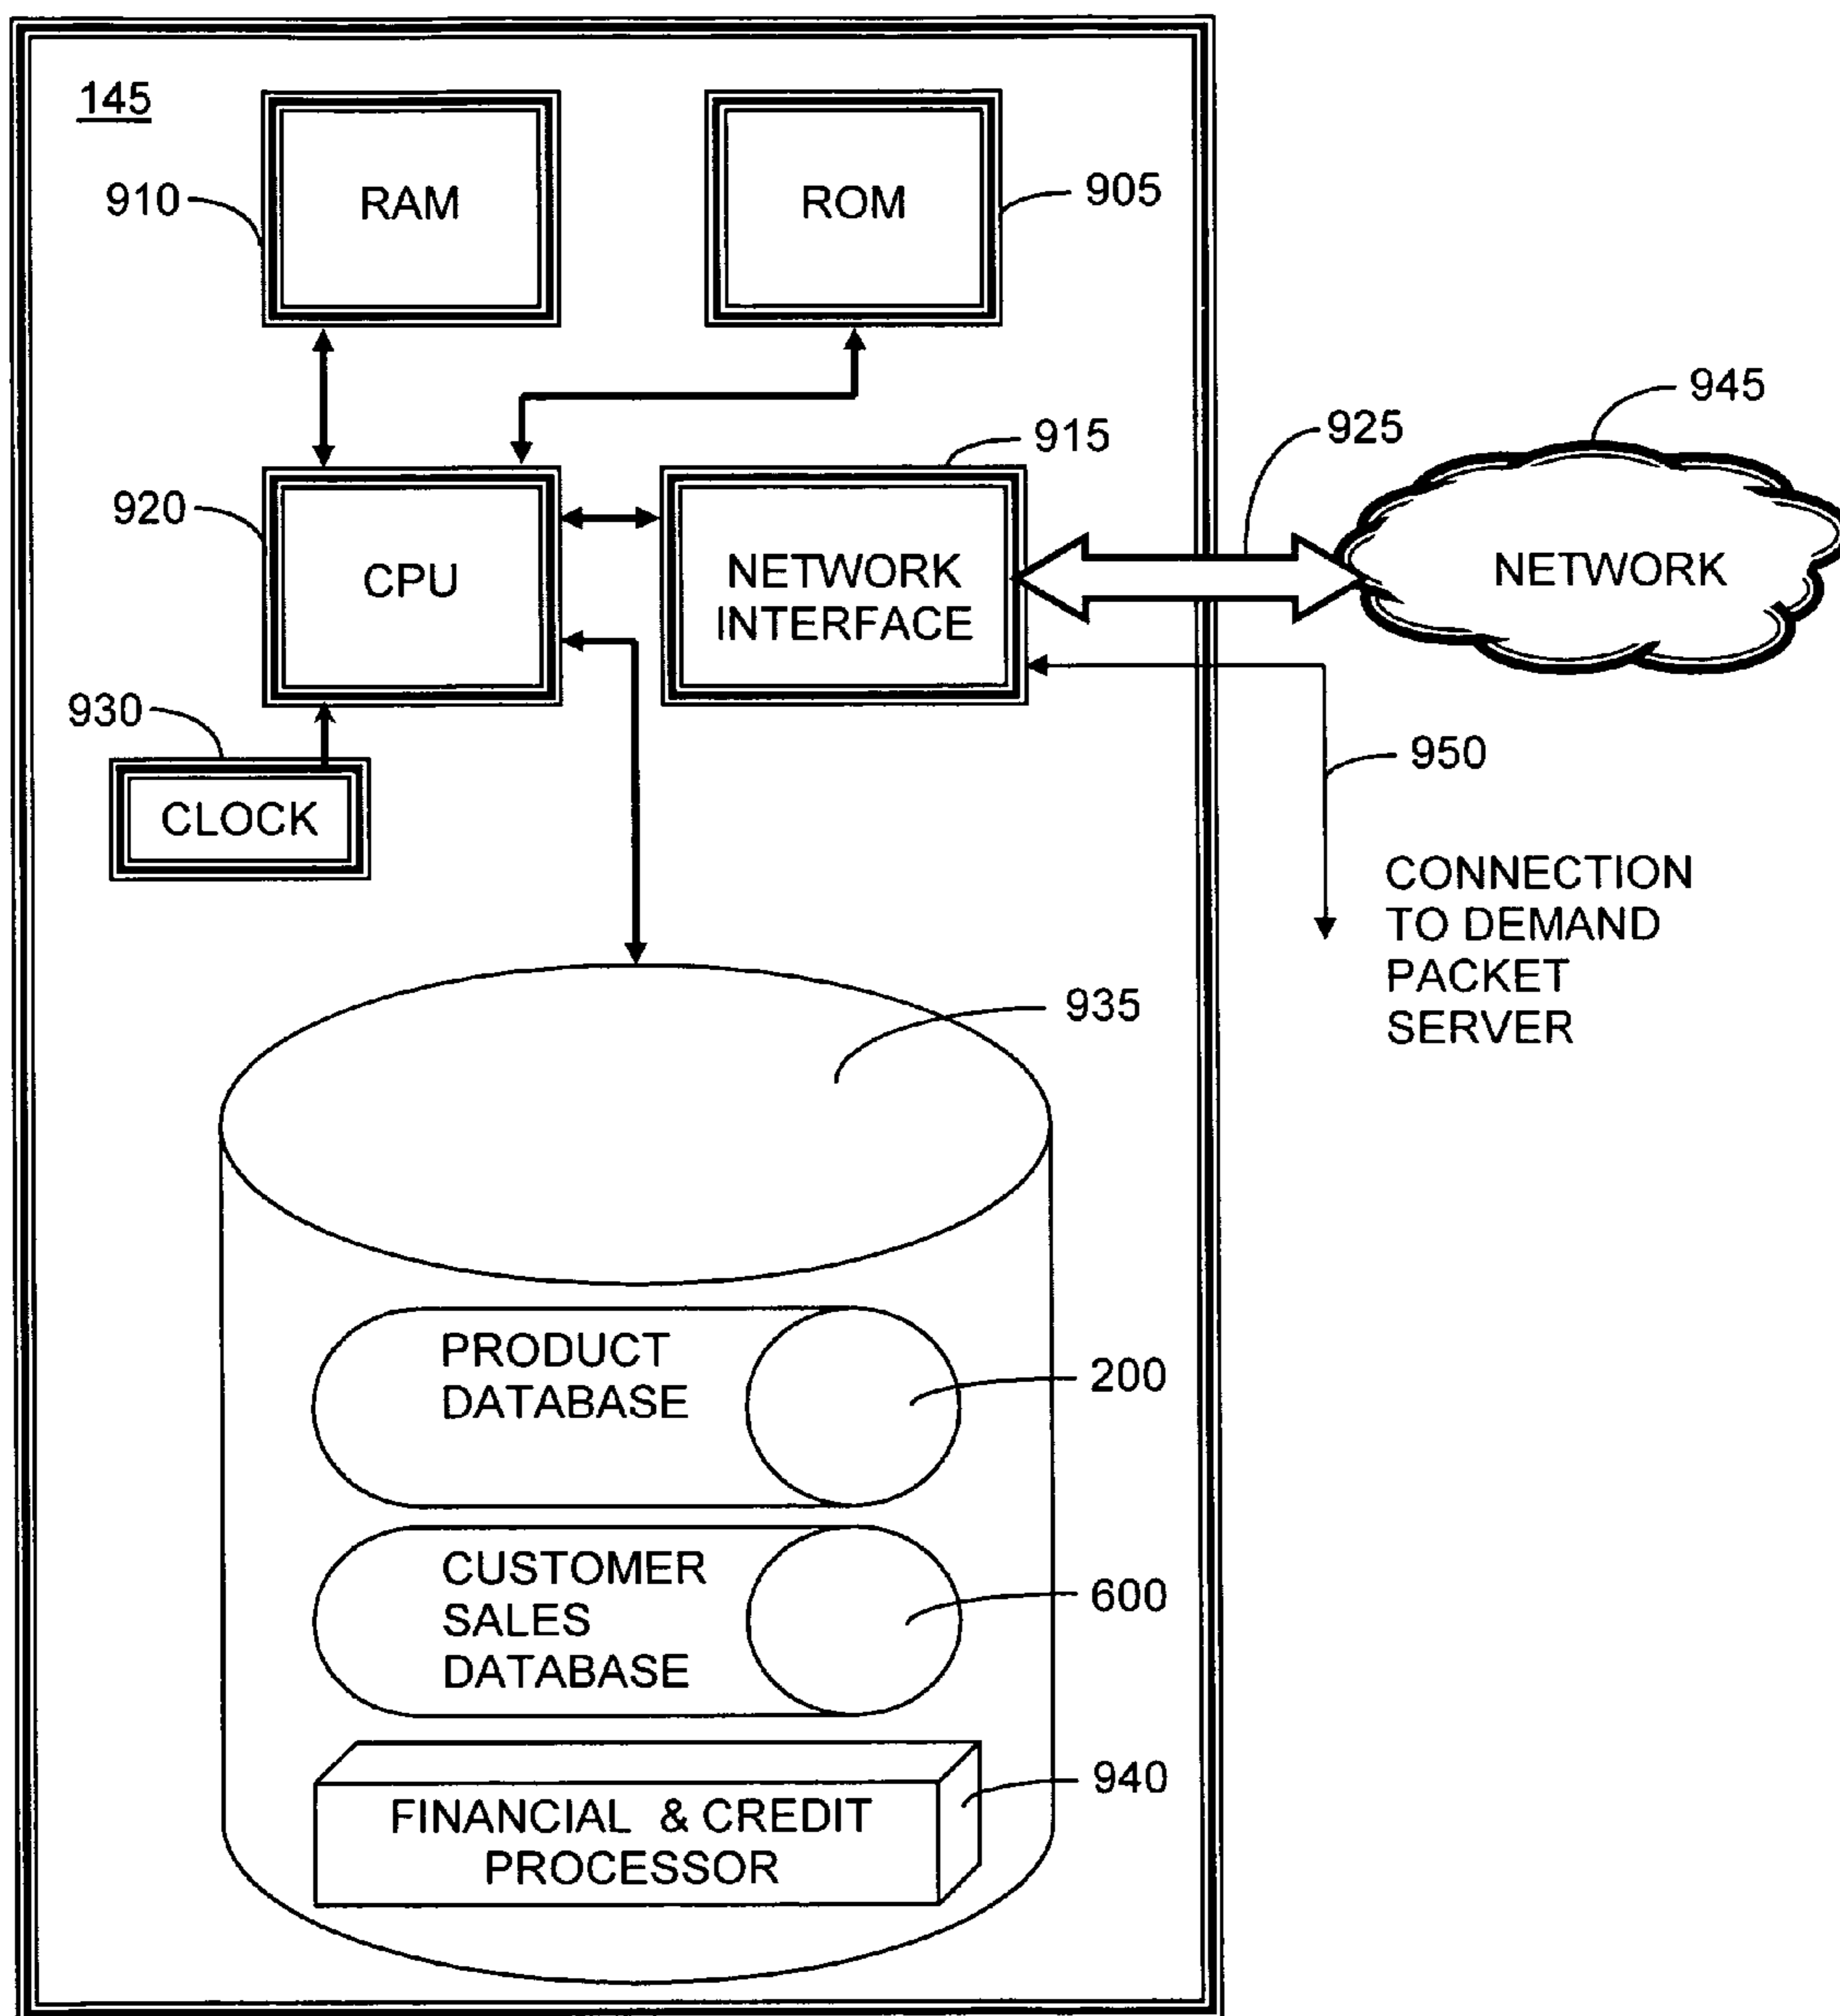 145
910
RAM
ROM
905
945
915
925
920
CPU
NETWORK
INTERFACE
NETWORK
930
CLOCK
950
CONNECTION
TO DEMAND
PACKET
SERVER
935
PRODUCT
DATABASE
200
CUSTOMER
SALES
DATABASE
600
FINANCIAL & CREDIT
PROCESSOR
940